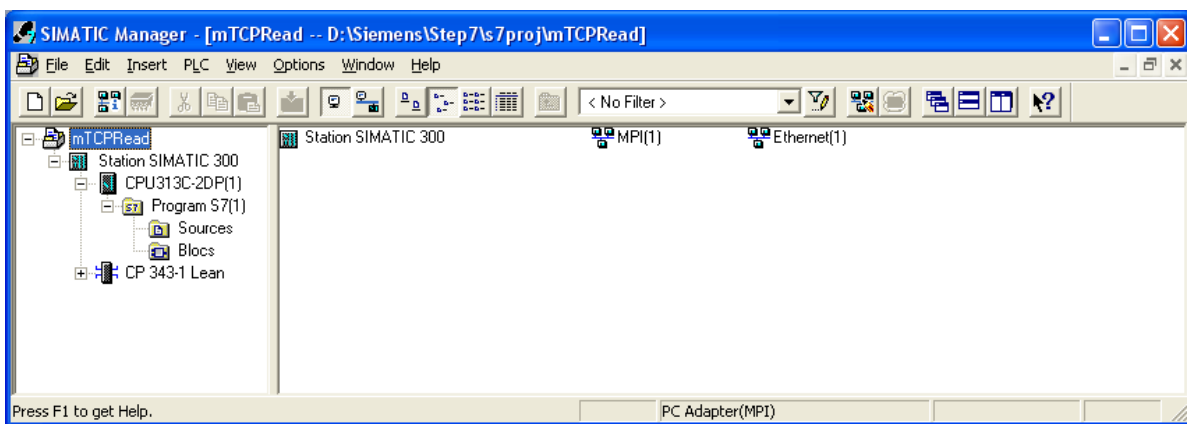 SIMATIC Manager - [mTCPRead -- D:\Siemens\Step7\s7proj\mTCPRead]
File Edit Insert PLC View Options Window Help
< No Filter >
mTCPRead
Station SIMATIC 300
CPU313C-2DP(1)
S7 Program S7(1)
Sources
Blocs
CP 343-1 Lean
Station SIMATIC 300 MPI(1) Ethernet(1)
Press F1 to get Help. PC Adapter(MPI)